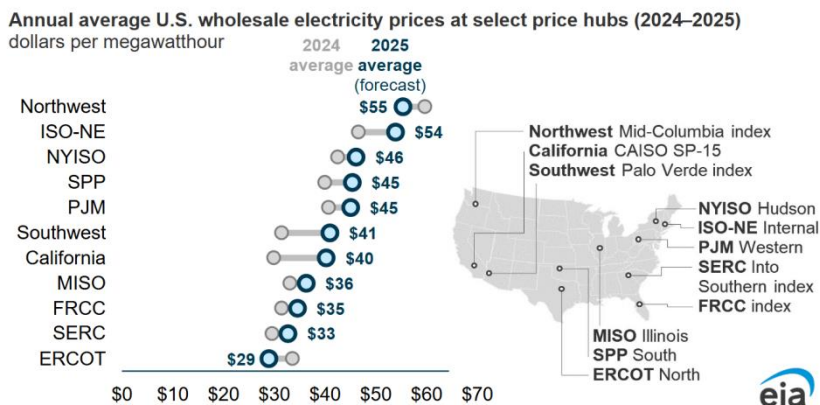 Annual average U.S. wholesale electricity prices at select price hubs (2024–2025)
dollars per megawatthour
2024 average
2025 average (forecast)
Northwest $55
ISO-NE $54
NYISO $46
SPP $45
PJM $45
Southwest $41
California $40
MISO $36
FRCC $35
SERC $33
ERCOT $29
$0 $10 $20 $30 $40 $50 $60 $70
Northwest Mid-Columbia index
California CAISO SP-15
Southwest Palo Verde index
NYISO Hudson
ISO-NE Internal
PJM Western
SERC Into
Southern index
FRCC index
MISO Illinois
SPP South
ERCOT North
eia